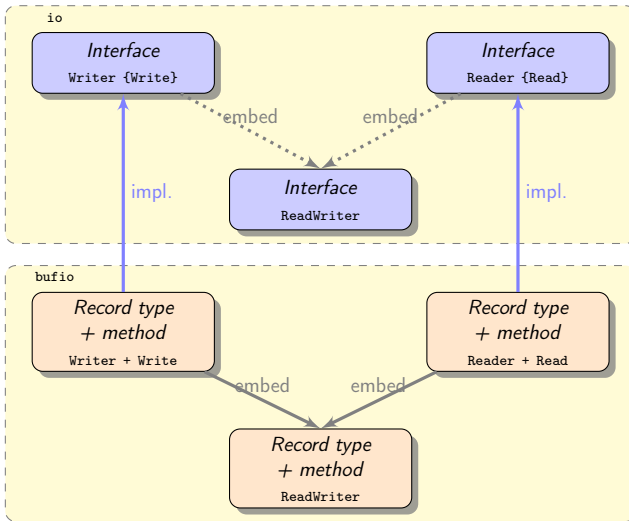 io
Interface
Writer {Write}
Interface
Reader {Read}
embed
embed
Interface
ReadWriter
impl.
impl.
bufio
Record type
+ method
Writer + Write
Record type
+ method
Reader + Read
embed
embed
Record type
+ method
ReadWriter